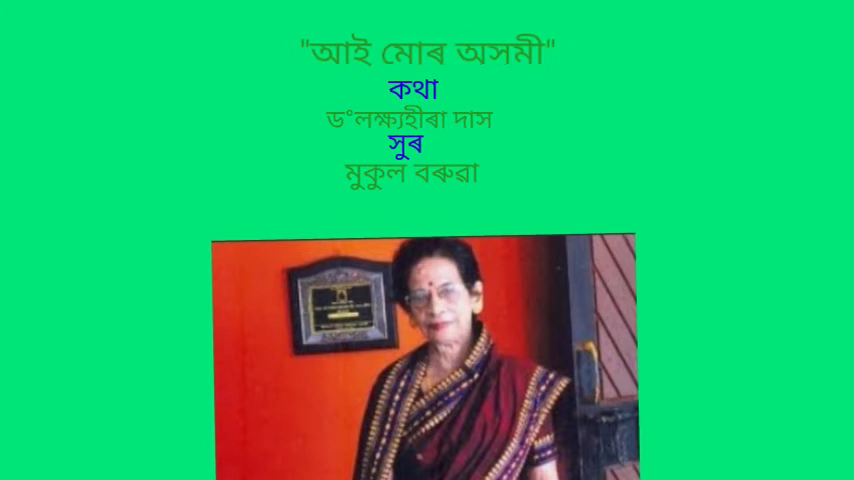 "আই মোৰ অসমী"
কথা
ড°লক্ষ্যহীৰা দাস
সুৰ
মুকুল বৰুৱা